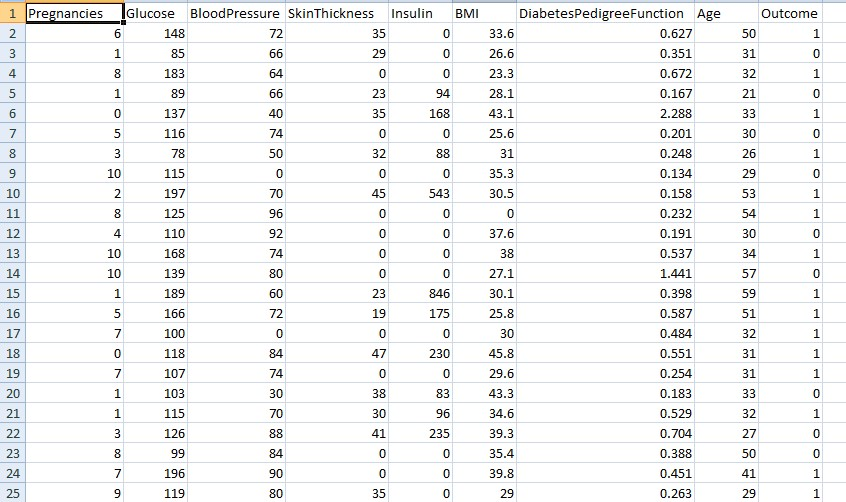 1 Pregnancies Glucose BloodPressure SkinThickness Insulin BMI DiabetesPedigreeFunction Age Outcome
2 6 148 72 35 0 33.6 0.627 50 1
3 1 85 66 29 0 26.6 0.351 31 0
4 8 183 64 0 0 23.3 0.672 32 1
5 1 89 66 23 94 28.1 0.167 21 0
6 0 137 40 35 168 43.1 2.288 33 1
7 5 116 74 0 0 25.6 0.201 30 0
8 3 78 50 32 88 31 0.248 26 1
9 10 115 0 0 0 35.3 0.134 29 0
10 2 197 70 45 543 30.5 0.158 53 1
11 8 125 96 0 0 0 0.232 54 1
12 4 110 92 0 0 37.6 0.191 30 0
13 10 168 74 0 0 38 0.537 34 1
14 10 139 80 0 0 27.1 1.441 57 0
15 1 189 60 23 846 30.1 0.398 59 1
16 5 166 72 19 175 25.8 0.587 51 1
17 7 100 0 0 0 30 0.484 32 1
18 0 118 84 47 230 45.8 0.551 31 1
19 7 107 74 0 0 29.6 0.254 31 1
20 1 103 30 38 83 43.3 0.183 33 0
21 1 115 70 30 96 34.6 0.529 32 1
22 3 126 88 41 235 39.3 0.704 27 0
23 8 99 84 0 0 35.4 0.388 50 0
24 7 196 90 0 0 39.8 0.451 41 1
25 9 119 80 35 0 29 0.263 29 1